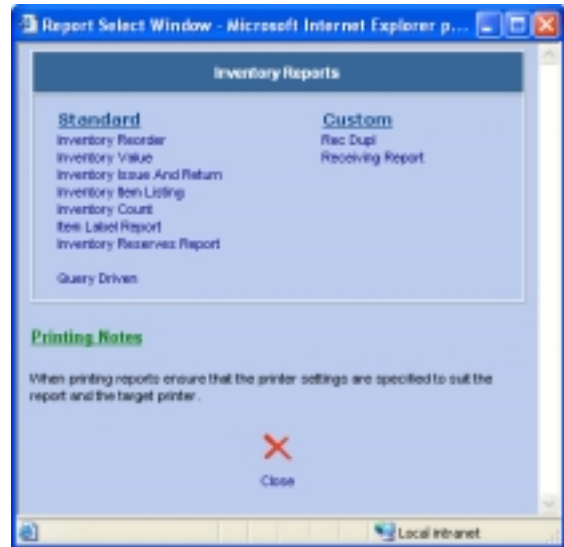 Report Select Window - Microsoft Internet Explorer p...
Inventory Reports
Standard
Inventory Reorder
Inventory Value
Inventory Issue And Return
Inventory Item Listing
Inventory Count
Item Label Report
Inventory Reserves Report
Query Driven
Custom
Rec Dupl
Receiving Report
Printing Notes
When printing reports ensure that the printer settings are specified to suit the
report and the target printer.
Close
Local intranet